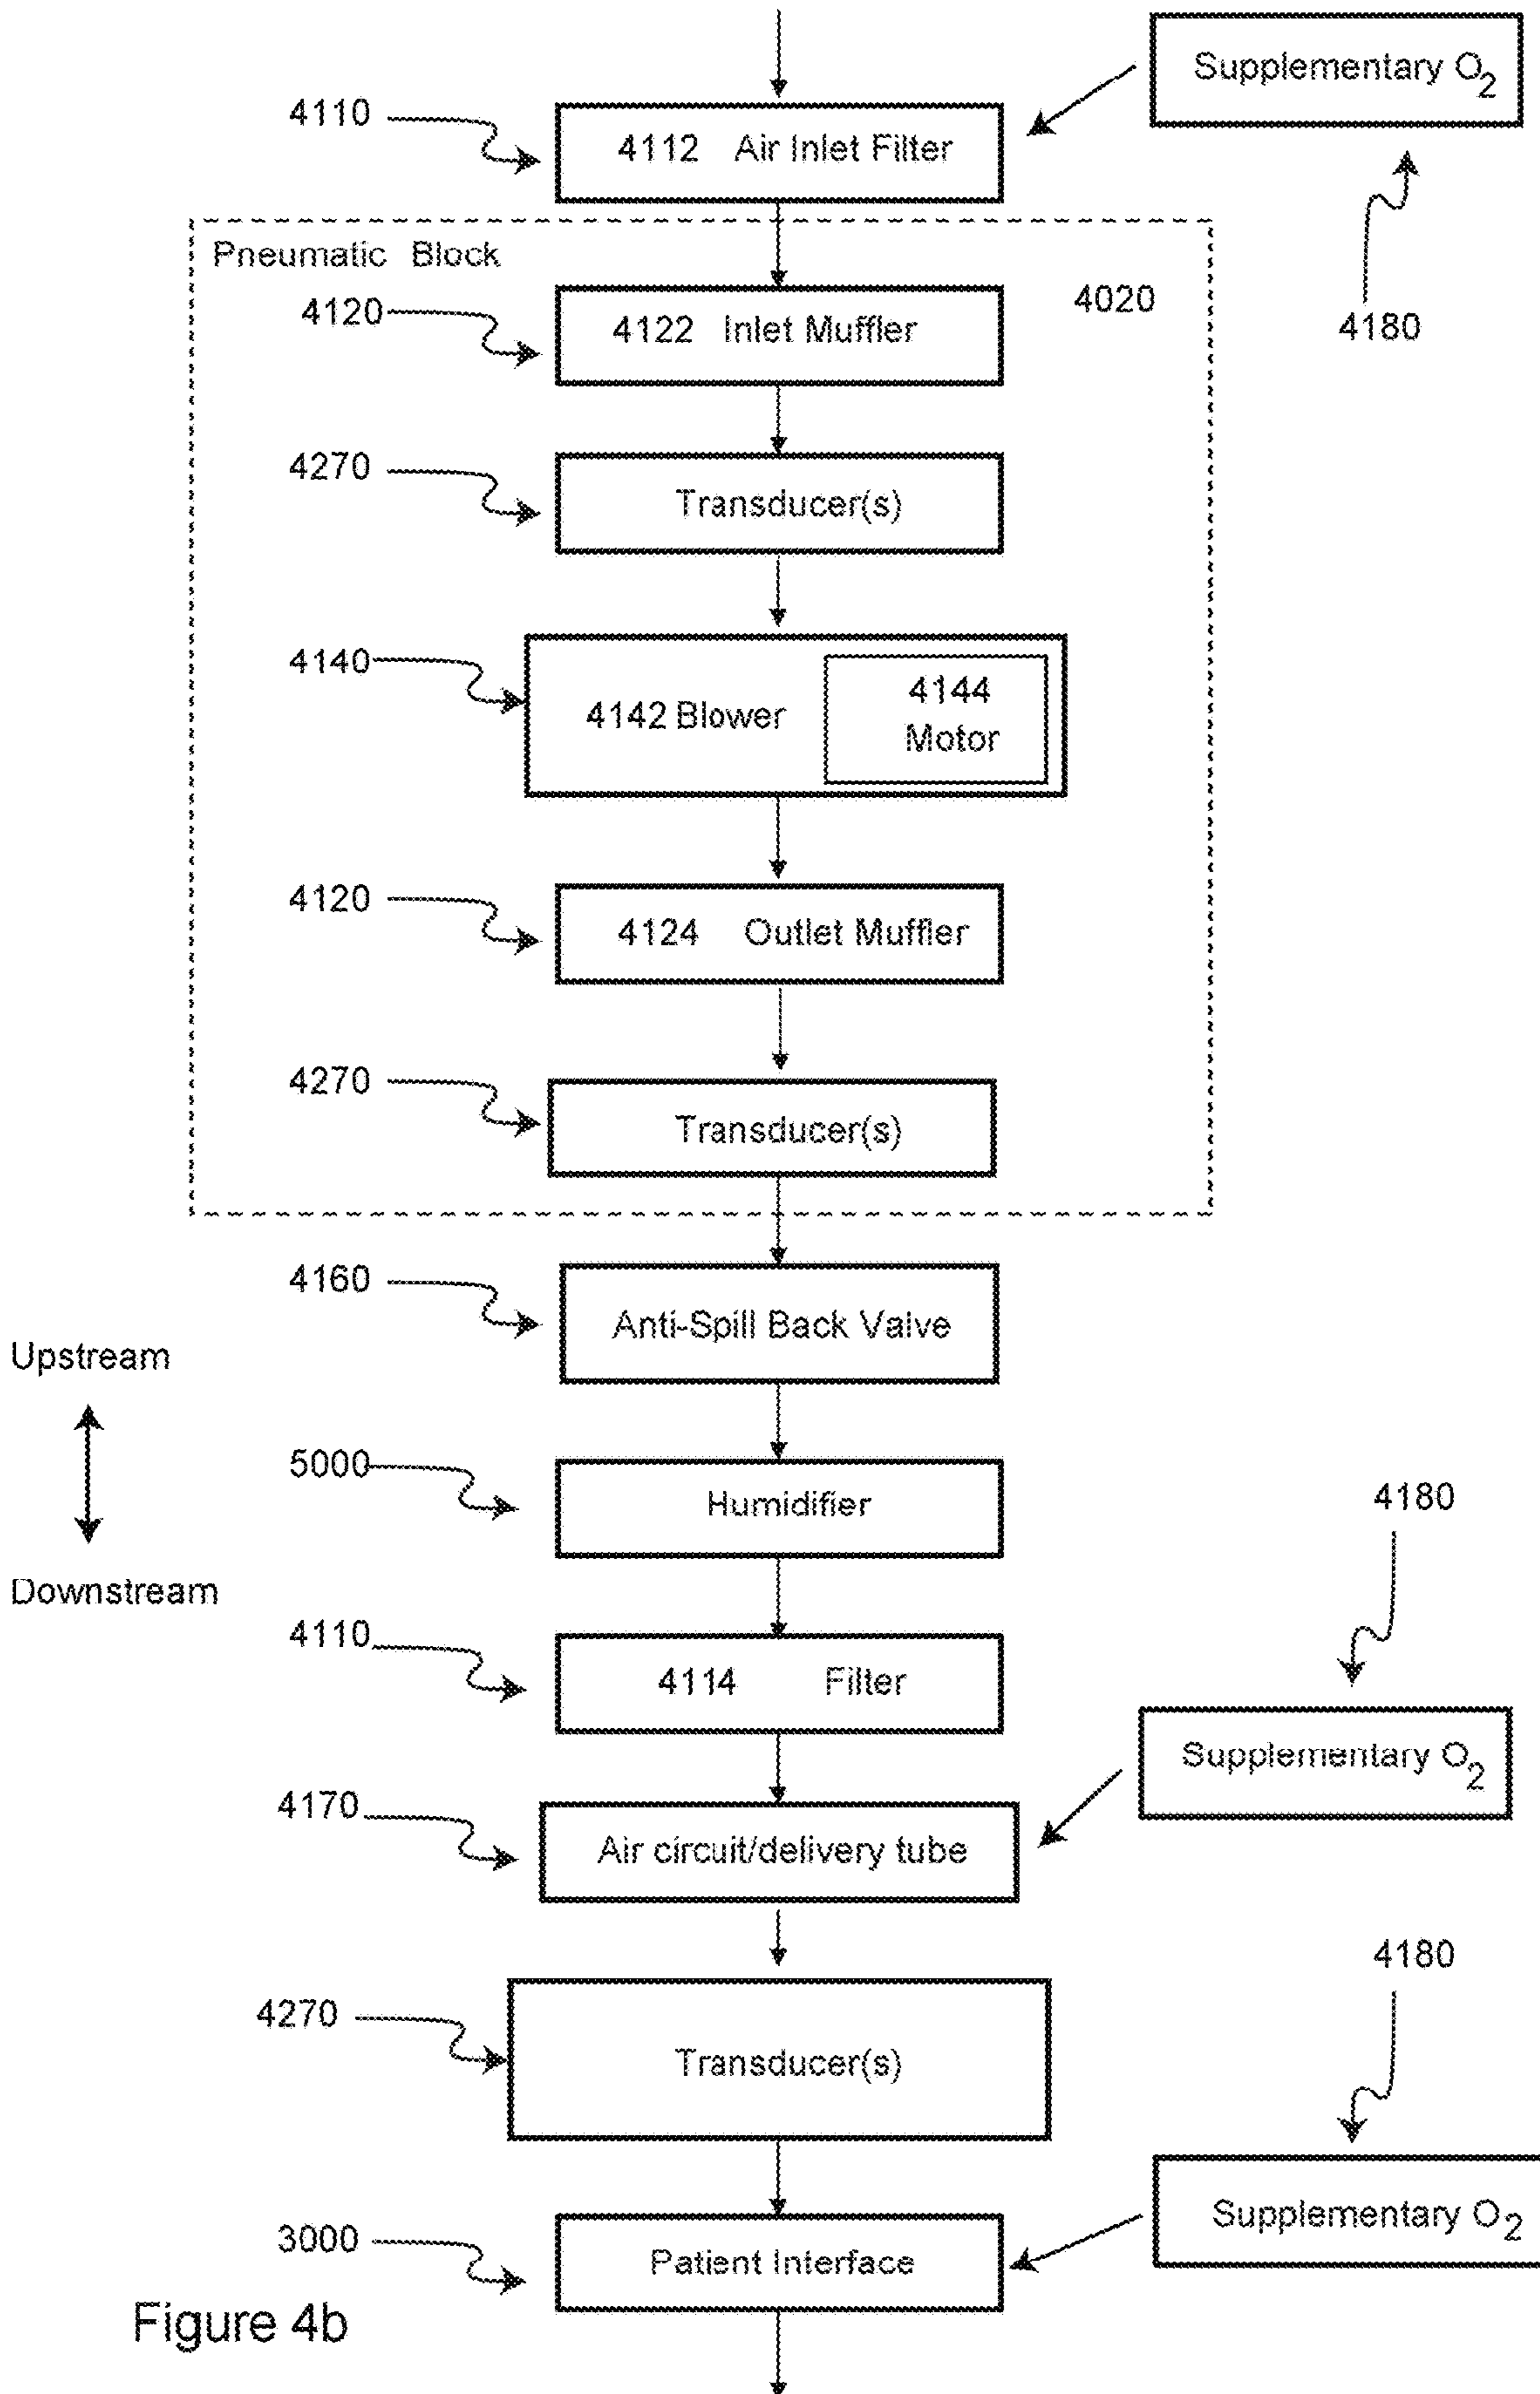 Supplementary O2
4110
4112 Air Inlet Filter
Pneumatic Block
4020
4180
4120
4122 Inlet Muffler
4270
Transducer(s)
4140
4142 Blower
4144
Motor
4120
4124 Outlet Muffler
4270
Transducer(s)
4160
Anti-Spill Back Valve
Upstream
5000
Humidifier
4180
Downstream
4110
4114 Filter
Supplementary O2
4170
Air circuit/delivery tube
4180
4270
Transducer(s)
3000
Patient Interface
Supplementary O2
Figure 4b